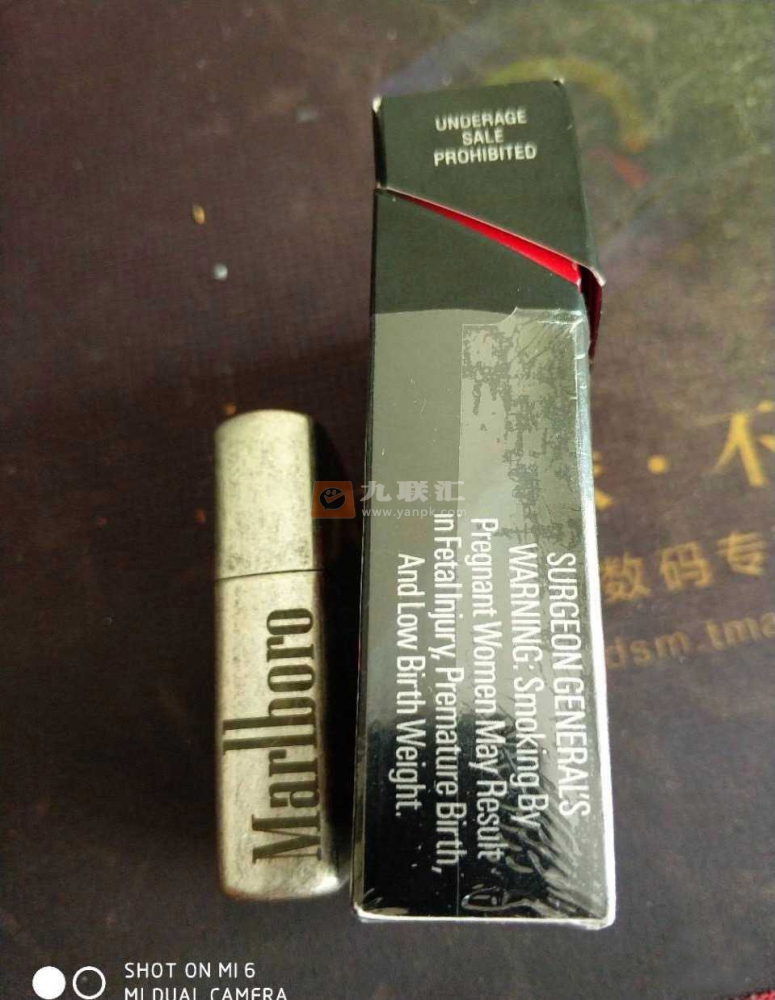 UNDERAGE
SALE
PROHIBITED
九联汇
www.yanpk.com
Marlboro
SURGEON GENERAL'S
WARNING: Smoking By
Pregnant Women May Result
in Fetal Injury, Premature Birth,
And Low Birth Weight.
数码专
dsm.tma
SHOT ON MI 6
MI DUAL CAMERA